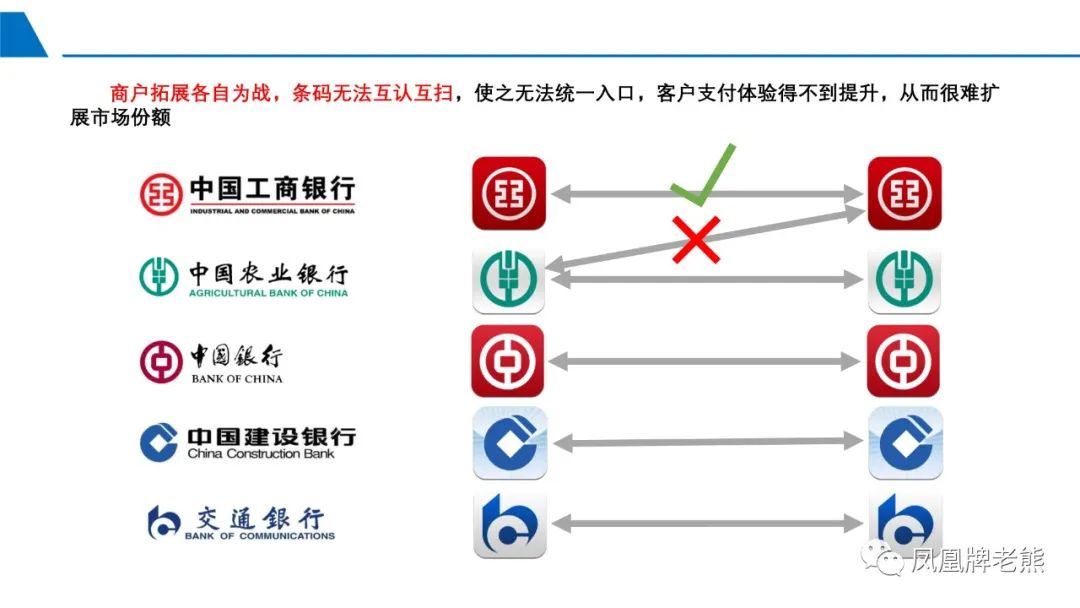 商户拓展各自为战，条码无法互认互扫，使之无法统一入口，客户支付体验得不到提升，从而很难扩
展市场份额
中国工商银行
INDUSTRIAL AND COMMERCIAL BANK OF CHINA
中国农业银行
AGRICULTURAL BANK OF CHINA
中国銀行
BANK OF CHINA
中国建设银行
China Construction Bank
交通銀行
BANK OF COMMUNICATIONS
凤凰牌老熊